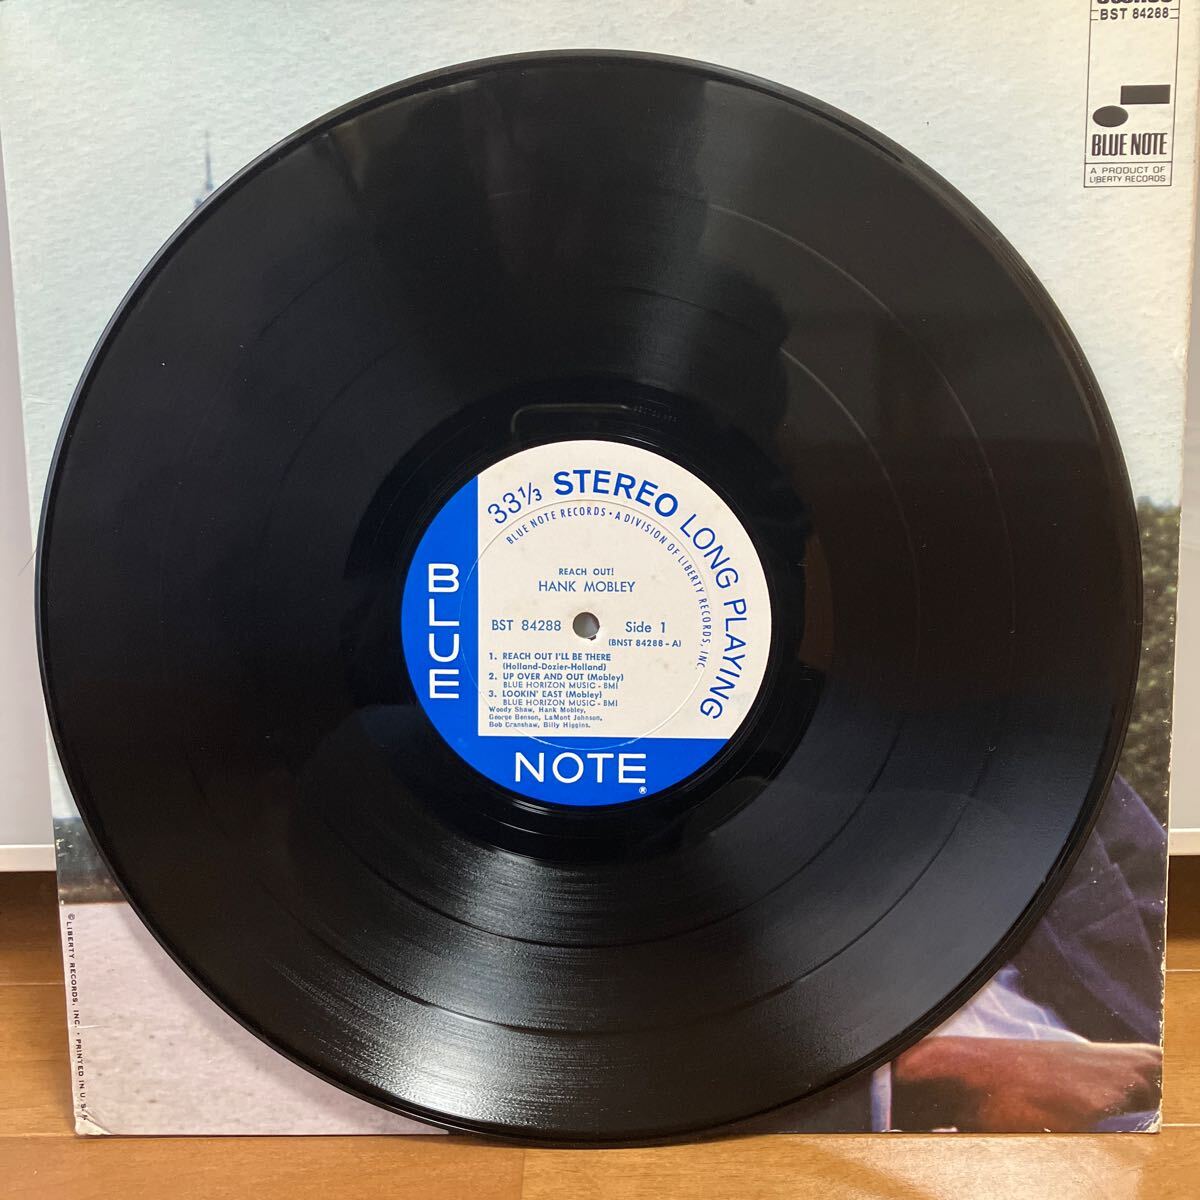 BST 84288
BLUE NOTE
A PRODUCT OF
LIBERTY RECORDS
33⅓ STEREO LONG PLAYING
BLUE NOTE RECORDS • A DIVISION OF LIBERTY RECORDS, INC.
REACH OUT!
HANK MOBLEY
BST 84288 Side 1
(BNST 84288 - A)
1. REACH OUT I'LL BE THERE
(Holland-Dozier-Holland)
2. UP OVER AND OUT (Mobley)
BLUE HORIZON MUSIC - BMI
3. LOOKIN' EAST (Mobley)
BLUE HORIZON MUSIC - BMI
Woody Shaw, Hank Mobley,
George Benson, LaMont Johnson,
Bob Cranshaw, Billy Higgins.
BLUE
NOTE®
© LIBERTY RECORDS, INC. • PRINTED IN U.S.A.